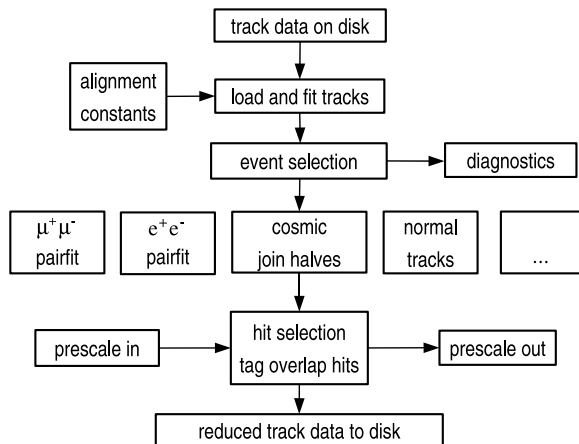 track data on disk
alignment
constants
load and fit tracks
event selection
diagnostics
μ⁺μ⁻
pairfit
e⁺e⁻
pairfit
cosmic
join halves
normal
tracks
...
prescale in
hit selection
tag overlap hits
prescale out
reduced track data to disk